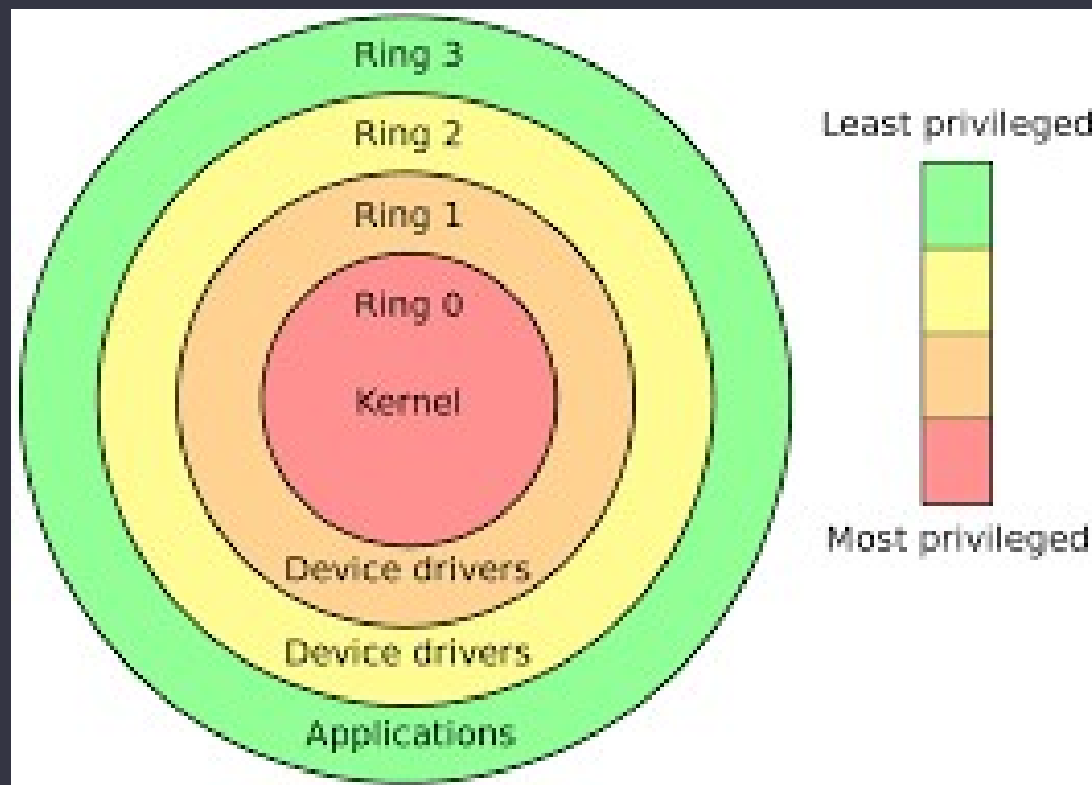 Ring 3
Ring 2
Ring 1
Ring 0
Kernel
Device drivers
Device drivers
Applications
Least privileged
Most privileged